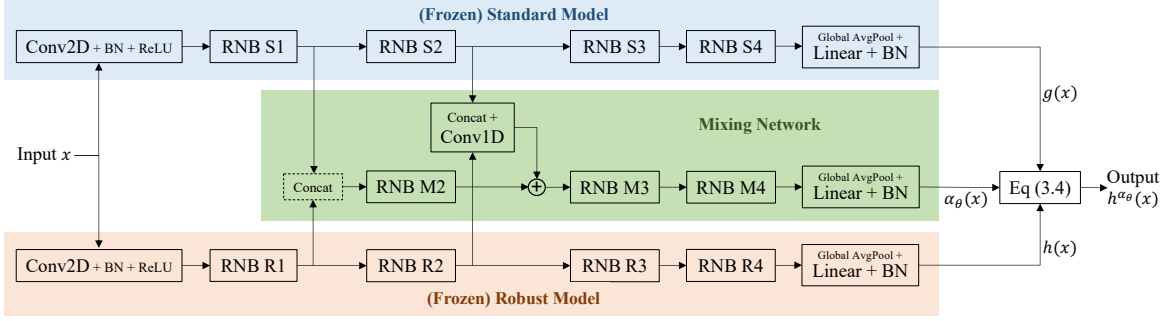 (Frozen) Standard Model
Conv2D + BN + ReLU
RNB S1
RNB S2
RNB S3
RNB S4
Global AvgPool +
Linear + BN
g(x)
Concat +
Conv1D
Mixing Network
Input x
Concat
RNB M2
+
RNB M3
RNB M4
Global AvgPool +
Linear + BN
α_θ(x)
Eq (3.4)
Output
h^{α_θ}(x)
h(x)
Conv2D + BN + ReLU
RNB R1
RNB R2
RNB R3
RNB R4
Global AvgPool +
Linear + BN
(Frozen) Robust Model